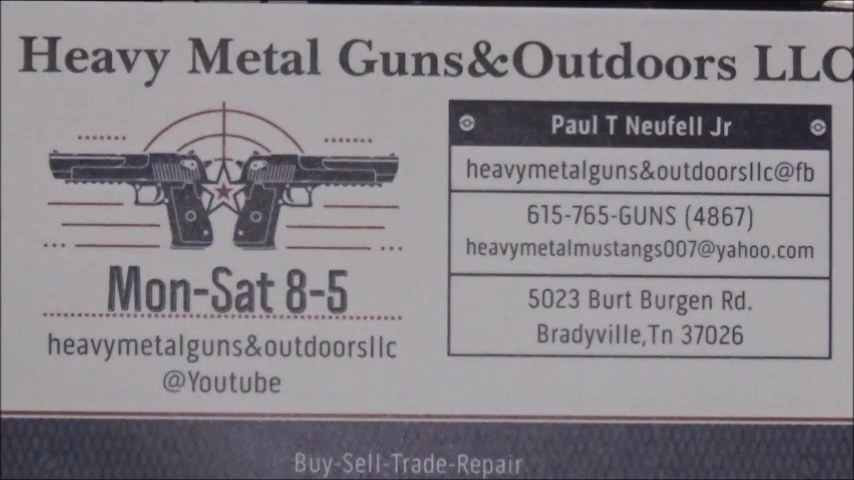 Heavy Metal Guns&Outdoors LLC
Mon-Sat 8-5
heavymetalguns&outdoorsllc
@Youtube
Paul T Neufell Jr
heavymetalguns&outdoorsllc@fb
615-765-GUNS (4867)
heavymetalmustangs007@yahoo.com
5023 Burt Burgen Rd.
Bradyville,Tn 37026
Buy-Sell-Trade-Repair